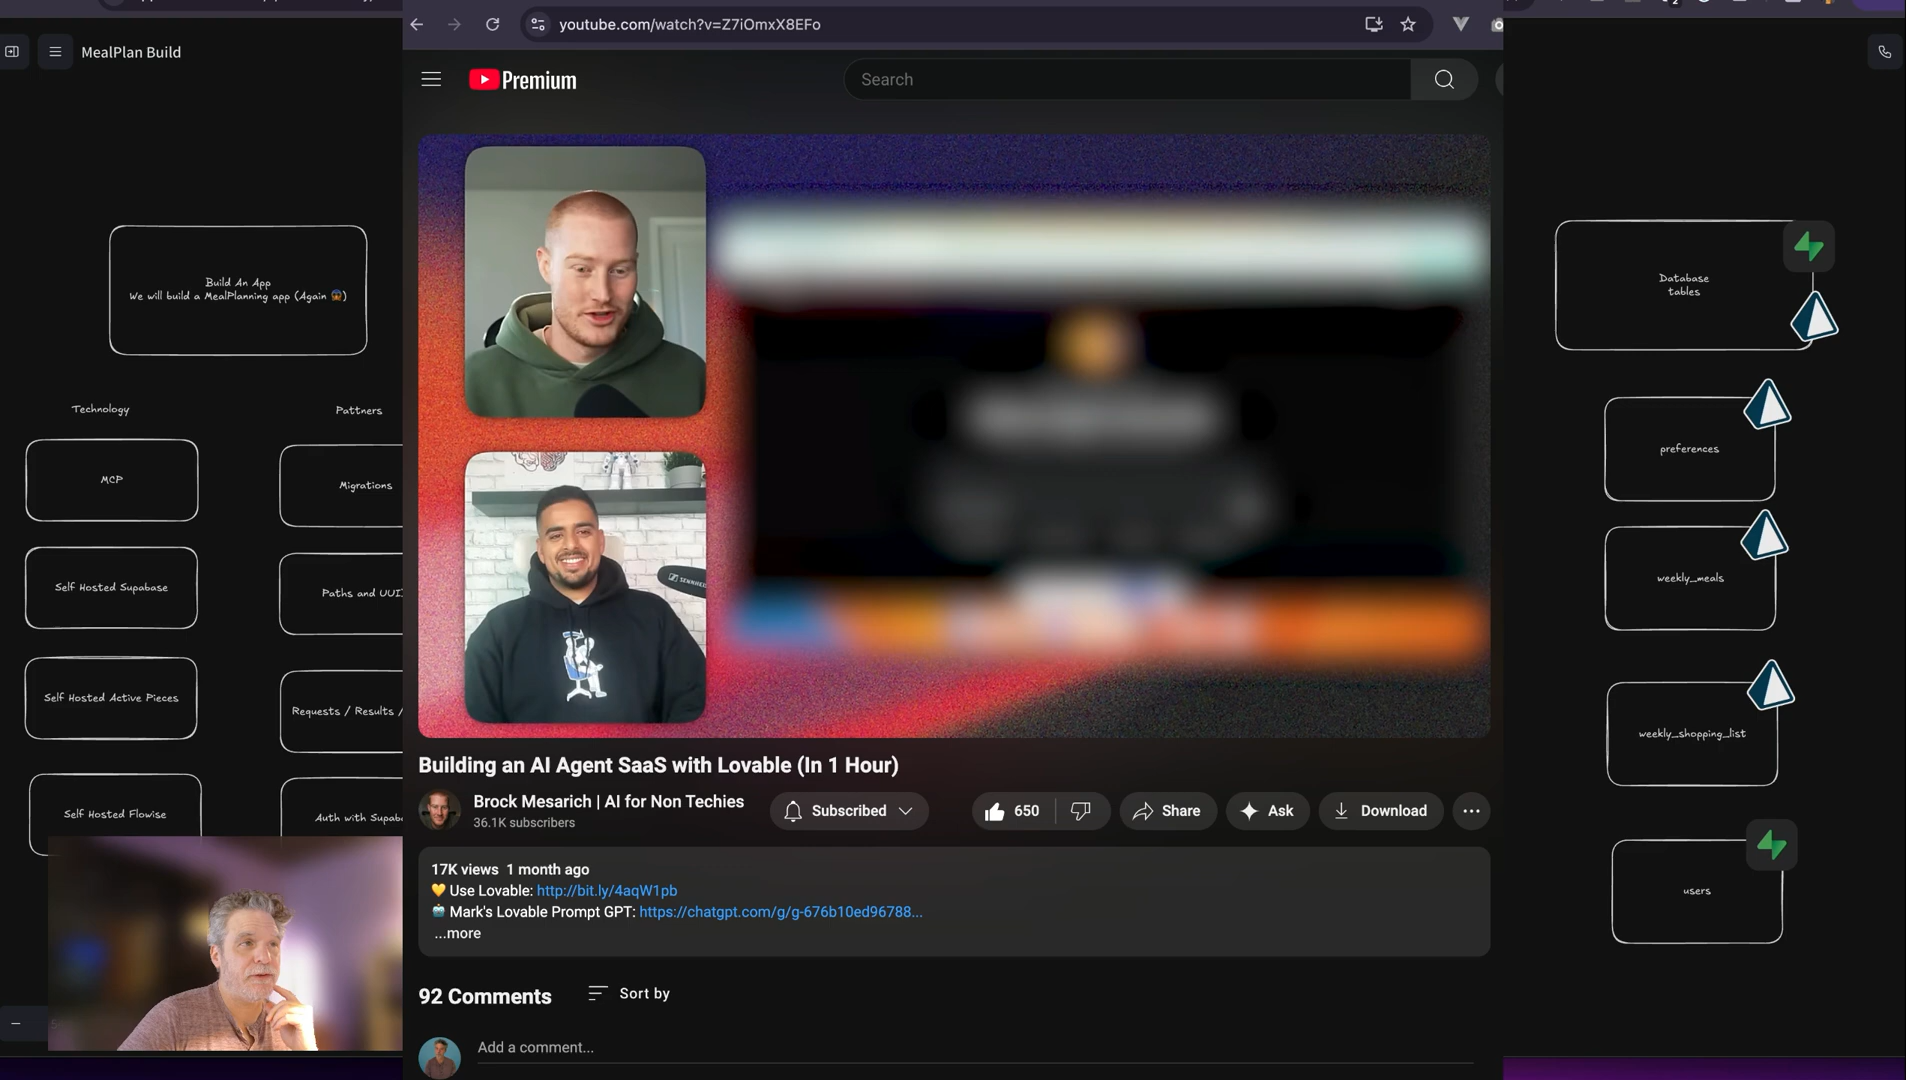 MealPlan Build
youtube.com/watch?v=Z7iOmxX8EFo
Premium
Search
Build An App
We will build a MealPlanning app (Again 😱)
Technology
Pattners
MCP
Migrations
Self Hosted Supabase
Paths and UUI
Self Hosted Active Pieces
Requests / Results /
Self Hosted Flowise
Auth with Supab
SENNHEIS
Building an AI Agent SaaS with Lovable (In 1 Hour)
Brock Mesarich | AI for Non Techies
36.1K subscribers
Subscribed
650
Share
Ask
Download
17K views 1 month ago
💛 Use Lovable: http://bit.ly/4aqW1pb
🤖 Mark's Lovable Prompt GPT: https://chatgpt.com/g/g-676b10ed96788...
...more
92 Comments
Sort by
Add a comment...
Database
tables
preferences
weekly_meals
weekly_shopping_list
users